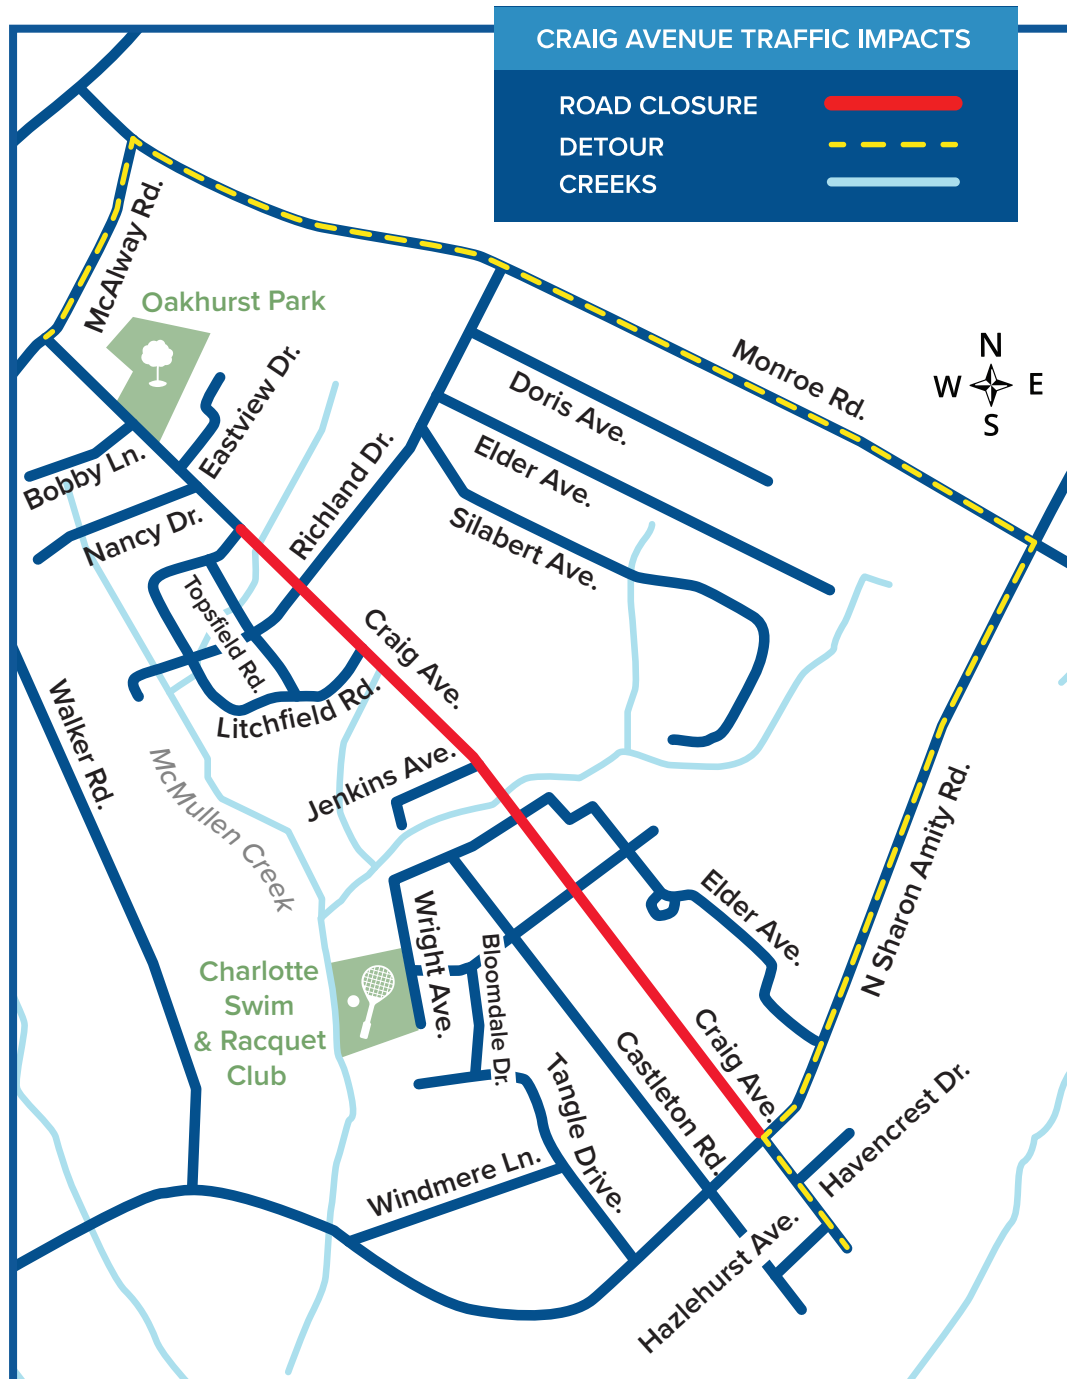 CRAIG AVENUE TRAFFIC IMPACTS
ROAD CLOSURE
DETOUR
CREEKS
McAlway Rd.
Oakhurst Park
Monroe Rd.
N
W
E
S
Eastview Dr.
Doris Ave.
Bobby Ln.
Richland Dr.
Elder Ave.
Nancy Dr.
Silabert Ave.
Topsfield Rd.
Craig Ave.
Litchfield Rd.
Walker Rd.
McMullen Creek
Jenkins Ave.
N Sharon Amity Rd.
Elder Ave.
Wright Ave.
Bloomdale Dr.
Charlotte
Swim
& Racquet
Club
Craig Ave.
Castleton Rd.
Tangle Drive.
Havencrest Dr.
Windmere Ln.
Hazlehurst Ave.